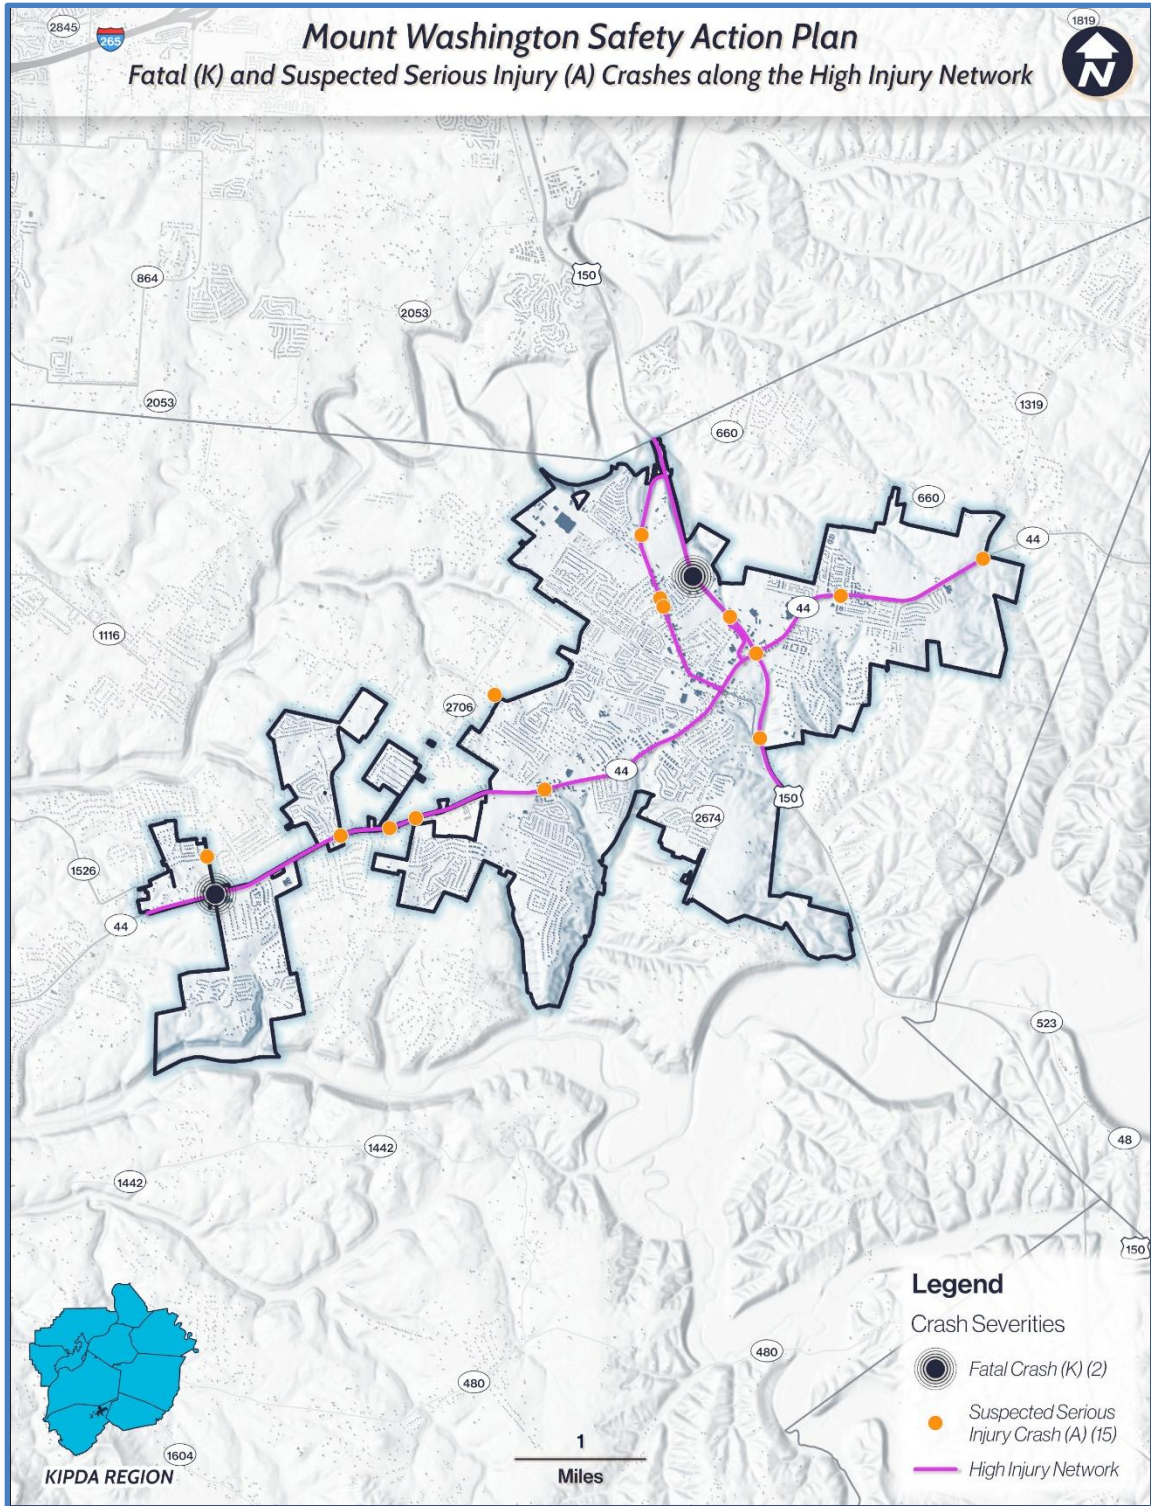 Mount Washington Safety Action Plan
Fatal (K) and Suspected Serious Injury (A) Crashes along the High Injury Network
2845
265
1819
N
864
150
2053
2053
1319
660
660
44
44
1116
2706
44
150
2674
1526
44
523
1442
48
1442
150
480
480
1604
KIPDA REGION
1
Miles
Legend
Crash Severities
Fatal Crash (K) (2)
Suspected Serious
Injury Crash (A) (15)
High Injury Network